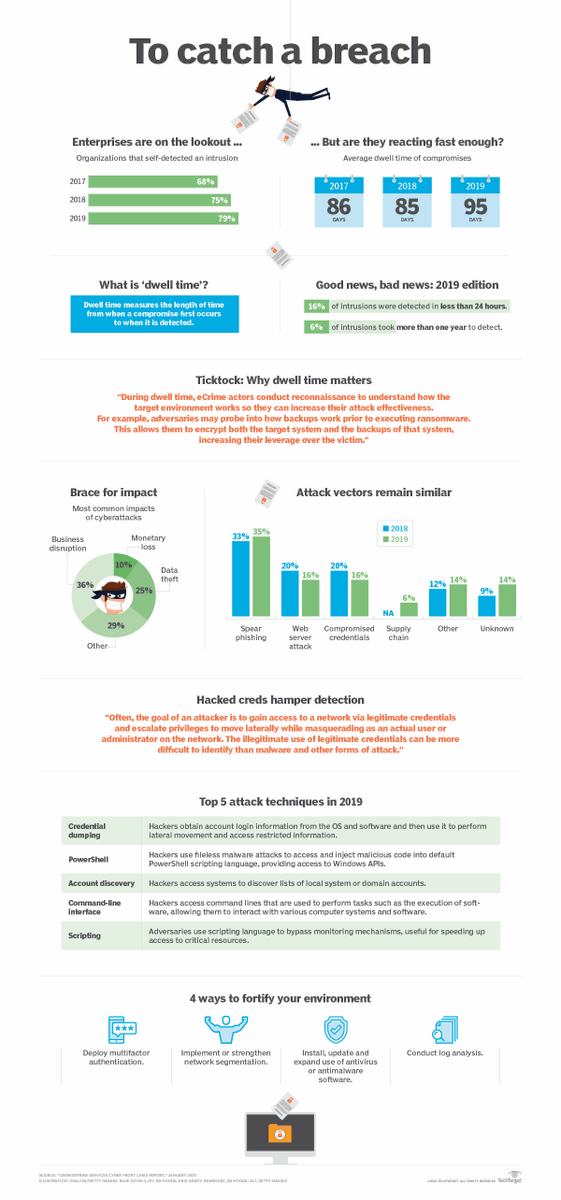 To catch a breach
Enterprises are on the lookout ...
Organizations that self-detected an intrusion
2017 68%
2018 75%
2019 79%
... But are they reacting fast enough?
Average dwell time of compromises
2017 2018 2019
86 85 95
DAYS DAYS DAYS
What is ‘dwell time’?
Dwell time measures the length of time
from when a compromise first occurs
to when it is detected.
Good news, bad news: 2019 edition
16% of intrusions were detected in less than 24 hours.
6% of intrusions took more than one year to detect.
Ticktock: Why dwell time matters
“During dwell time, eCrime actors conduct reconnaissance to understand how the
target environment works so they can increase their attack effectiveness.
For example, adversaries may probe into how backups work prior to executing ransomware.
This allows them to encrypt both the target system and the backups of that system,
increasing their leverage over the victim.”
Brace for impact
Most common impacts
of cyberattacks
Business
disruption
Monetary
loss
Data
theft
Other
10%
25%
29%
36%
Attack vectors remain similar
2018
2019
33% 35%
20% 16%
20% 16%
NA 6%
12% 14%
9% 14%
Spear
phishing
Web
server
attack
Compromised
credentials
Supply
chain
Other
Unknown
Hacked creds hamper detection
“Often, the goal of an attacker is to gain access to a network via legitimate credentials
and escalate privileges to move laterally while masquerading as an actual user or
administrator on the network. The illegitimate use of legitimate credentials can be more
difficult to identify than malware and other forms of attack.”
Top 5 attack techniques in 2019
Credential
dumping
Hackers obtain account login information from the OS and software and then use it to perform
lateral movement and access restricted information.
PowerShell
Hackers use fileless malware attacks to access and inject malicious code into default
PowerShell scripting language, providing access to Windows APIs.
Account discovery
Hackers access systems to discover lists of local system or domain accounts.
Command-line
interface
Hackers access command lines that are used to perform tasks such as the execution of soft-
ware, allowing them to interact with various computer systems and software.
Scripting
Adversaries use scripting language to bypass monitoring mechanisms, useful for speeding up
access to critical resources.
4 ways to fortify your environment
Deploy multifactor
authentication.
Implement or strengthen
network segmentation.
Install, update and
expand use of antivirus
or antimalware
software.
Conduct log analysis.
SOURCE: "CROWDSTRIKE SERVICES CYBER FRONT LINES REPORT," JANUARY 2020
TechTarget